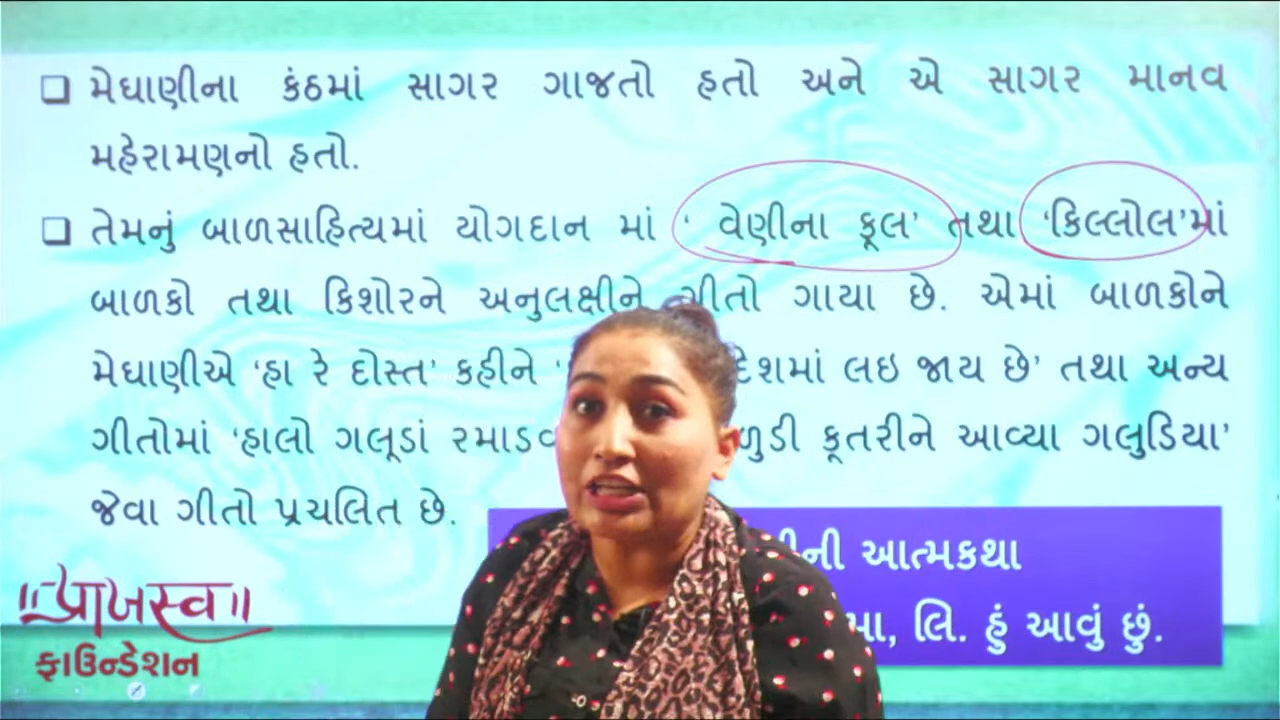 ❑ મેઘાણીના કંઠમાં સાગર ગાજતો હતો અને એ સાગર માનવ
મહેરામણનો હતો.
❑ તેમનું બાળસાહિત્યમાં યોગદાન માં ‘ વેણીના ફૂલ’ તથા ‘કિલ્લોલ’માં
બાળકો તથા કિશોરને અનુલક્ષીને ગીતો ગાયા છે. એમાં બાળકોને
મેઘાણીએ ‘હા રે દોસ્ત’ કહીને ‘ દેશમાં લઇ જાય છે’ તથા અન્ય
ગીતોમાં ‘હાલો ગલૂડાં કૂતરીને આવ્યા ગલુડિયા’
જેવા ગીતો પ્રચલિત છે.
આત્મકથા
લિ. હું આવું છું.
॥પ્રાખસ્વ॥
ફાઉન્ડેશન